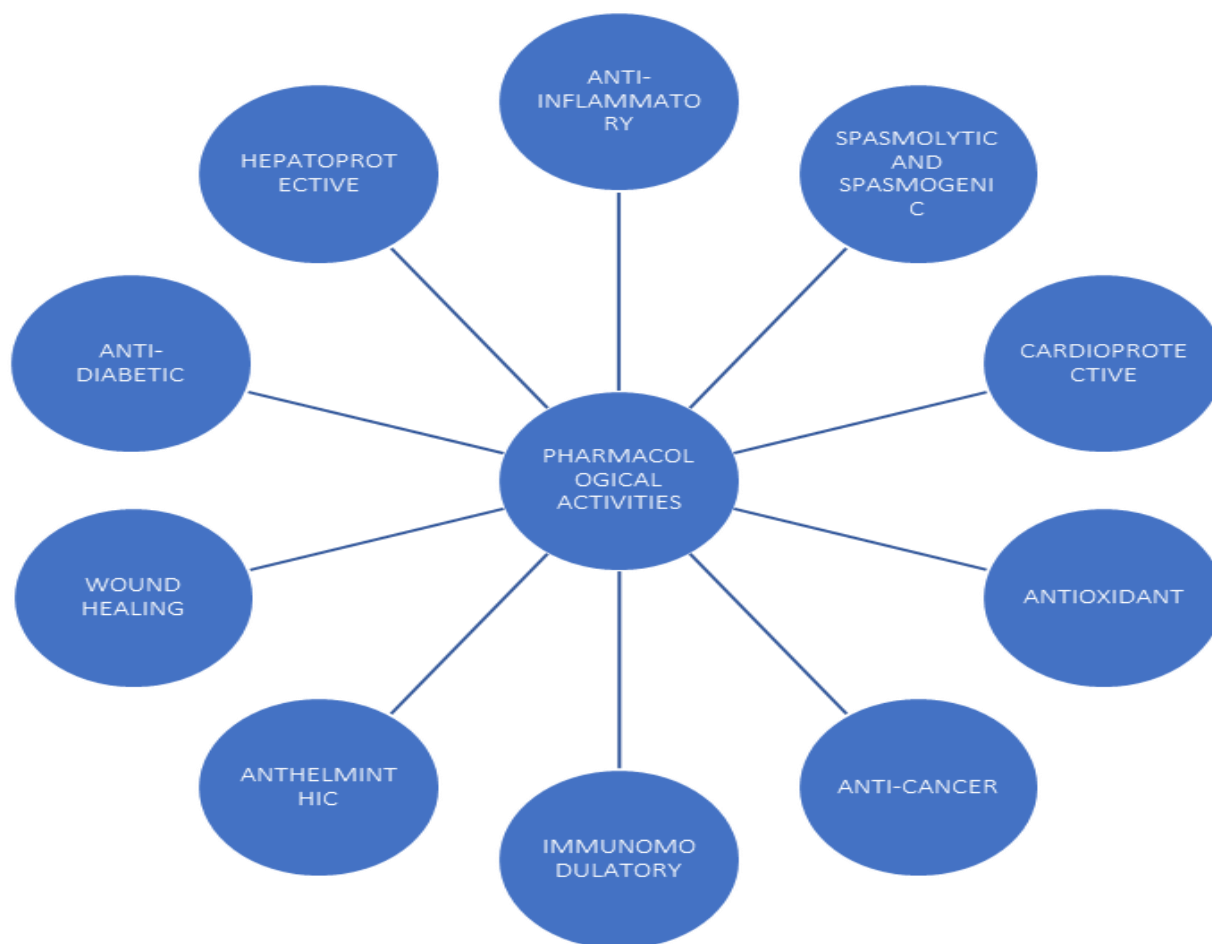 ANTI-
INFLAMMATO
RY
SPASMOLYTIC
AND
SPASMOGENI
C
HEPATOPROT
ECTIVE
CARDIOPROTE
CTIVE
ANTI-
DIABETIC
PHARMACOL
OGICAL
ACTIVITIES
WOUND
HEALING
ANTIOXIDANT
ANTHELMINT
HIC
ANTI-CANCER
IMMUNOMO
DULATORY